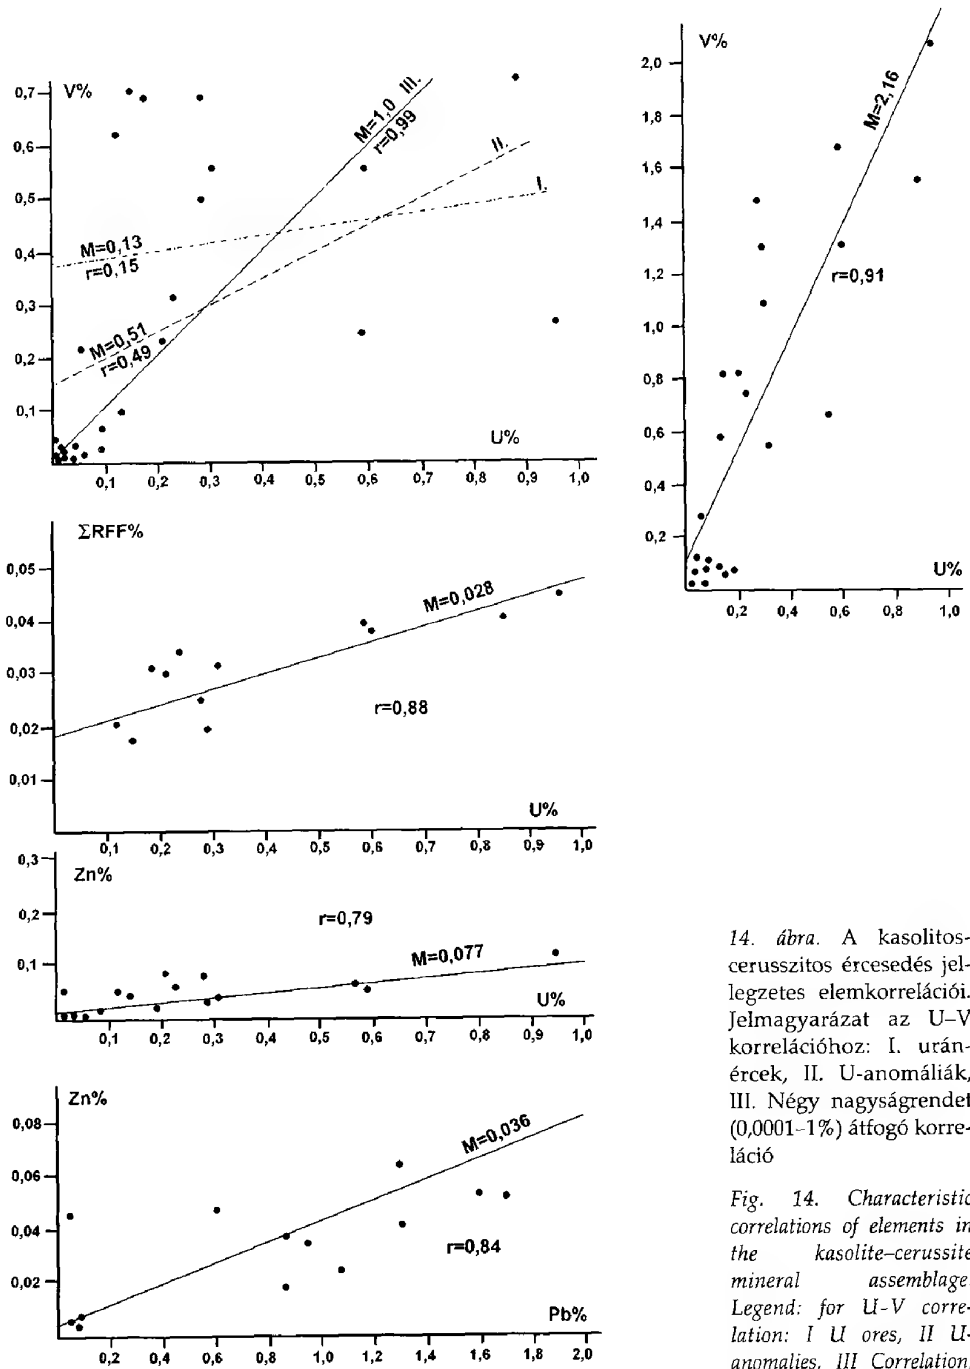 V%
0,7
0,6
0,5
0,4
0,3
0,2
0,1
M=1,0 III.
r=0,99
II.
I.
M=0,13
r=0,15
M=0,51
r=0,49
U%
0,1 0,2 0,3 0,4 0,5 0,6 0,7 0,8 0,9 1,0
V%
2,0
1,8
1,6
1,4
1,2
1,0
0,8
0,6
0,4
0,2
M=2,16
r=0,91
U%
0,2 0,4 0,6 0,8 1,0
ΣRFF%
0,05
0,04
0,03
0,02
0,01
M=0,028
r=0,88
U%
0,1 0,2 0,3 0,4 0,5 0,6 0,7 0,8 0,9 1,0
0,3
Zn%
0,2
0,1
r=0,79
M=0,077
U%
0,1 0,2 0,3 0,4 0,5 0,6 0,7 0,8 0,9 1,0
Zn%
0,08
0,06
0,04
0,02
M=0,036
r=0,84
Pb%
0,2 0,4 0,6 0,8 1,0 1,2 1,4 1,6 1,8 2,0
14. ábra. A kasolitos-
cerusszitos ércesedés jel-
legzetes elemkorrelációi.
Jelmagyarázat az U–V
korrelációhoz: I. urán-
ércek, II. U-anomáliák,
III. Négy nagyságrendet
(0,0001–1%) átfogó korre-
láció
Fig. 14. Characteristic
correlations of elements in
the kasolite–cerussite
mineral assemblage.
Legend: for U–V corre-
lation: I U ores, II U-
anomalies, III Correlation,